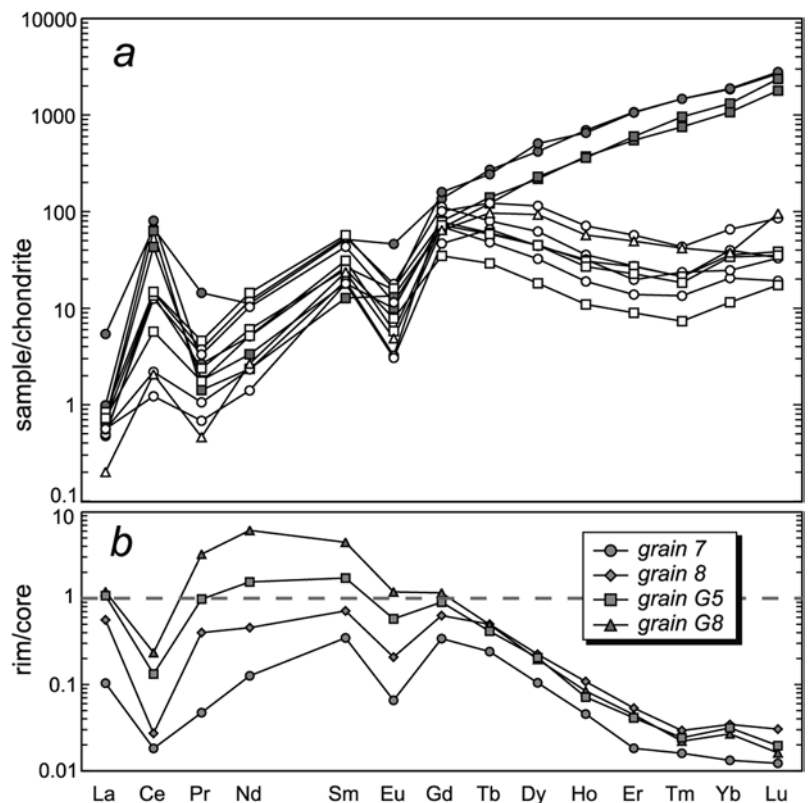 a
10000
1000
100
10
1
0.1
sample/chondrite
b
10
1
0.1
0.01
rim/core
grain 7
grain 8
grain G5
grain G8
La Ce Pr Nd Sm Eu Gd Tb Dy Ho Er Tm Yb Lu